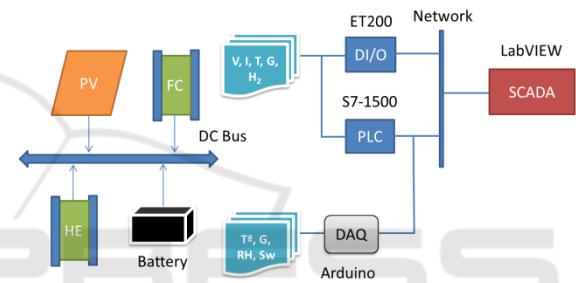 ET200
Network
PV
FC
V, I, T, G,
H₂
DI/O
LabVIEW
SCADA
S7-1500
DC Bus
PLC
HE
Battery
Tª, G,
RH, Sw
DAQ
Arduino